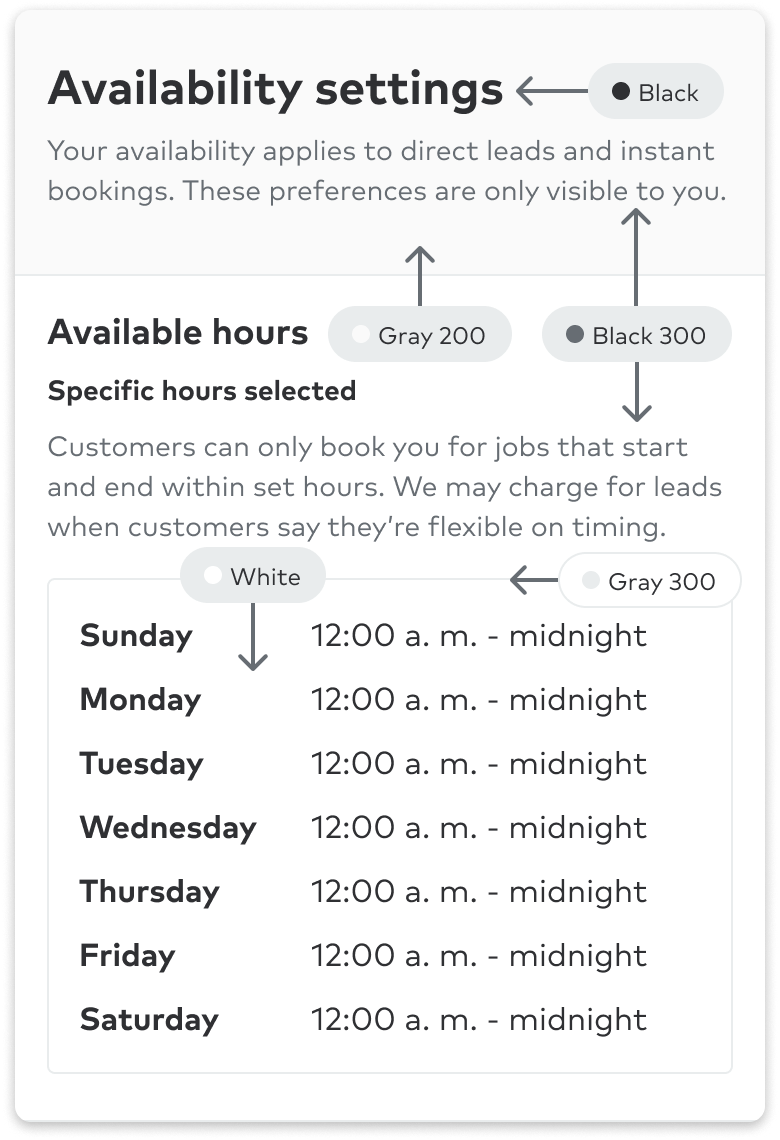 Availability settings
Black
Your availability applies to direct leads and instant
bookings. These preferences are only visible to you.
Available hours
Gray 200
Black 300
Specific hours selected
Customers can only book you for jobs that start
and end within set hours. We may charge for leads
when customers say they’re flexible on timing.
White
Gray 300
Sunday 12:00 a. m. - midnight
Monday 12:00 a. m. - midnight
Tuesday 12:00 a. m. - midnight
Wednesday 12:00 a. m. - midnight
Thursday 12:00 a. m. - midnight
Friday 12:00 a. m. - midnight
Saturday 12:00 a. m. - midnight